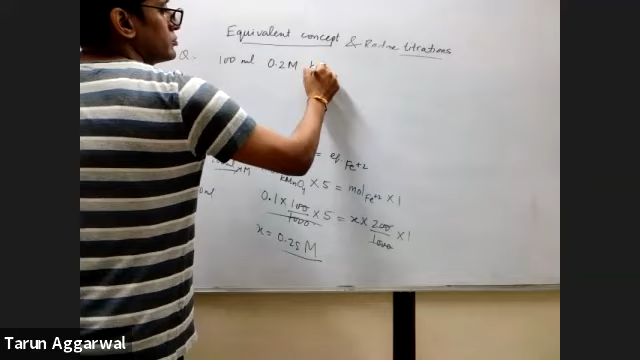 Equivalent concept & Redox titrations
Q. 100 ml 0.2M
= eq. Fe+2
KMnO4 × 5 = mol Fe+2 × 1
0.1 × 100/1000 × 5 = x × 200/1000 × 1
x = 0.25 M
Tarun Aggarwal